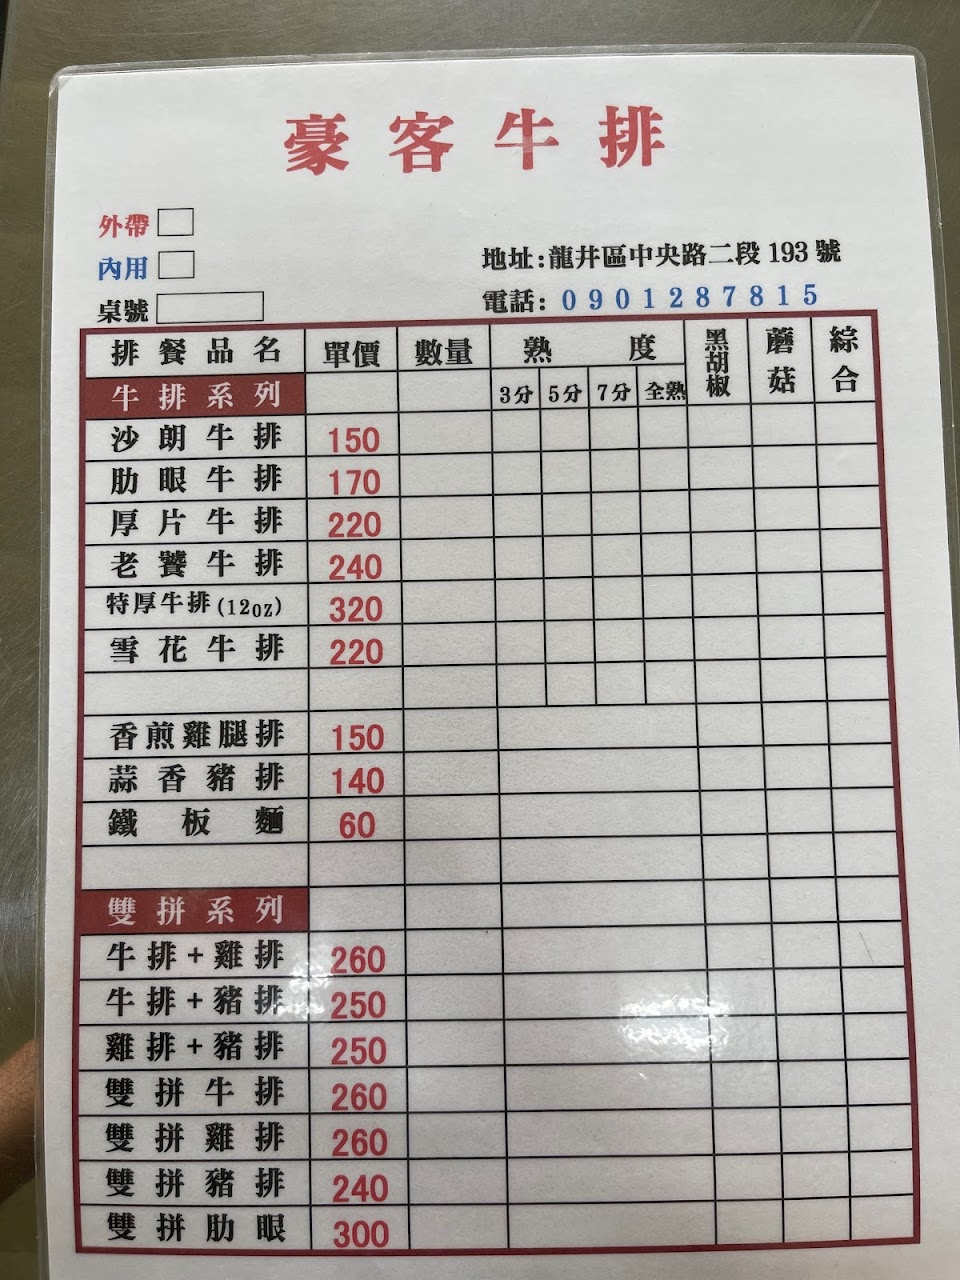 豪客牛排
外帶
內用
地址:龍井區中央路二段 193 號
桌號
電話: 0901287815
排餐品名 單價 數量 熟度 黑胡椒 蘑菇 綜合
牛排系列 3分 5分 7分 全熟
沙朗牛排 150
肋眼牛排 170
厚片牛排 220
老饕牛排 240
特厚牛排(12oz) 320
雪花牛排 220
香煎雞腿排 150
蒜香豬排 140
鐵板麵 60
雙拼系列
牛排+雞排 260
牛排+豬排 250
雞排+豬排 250
雙拼牛排 260
雙拼雞排 260
雙拼豬排 240
雙拼肋眼 300